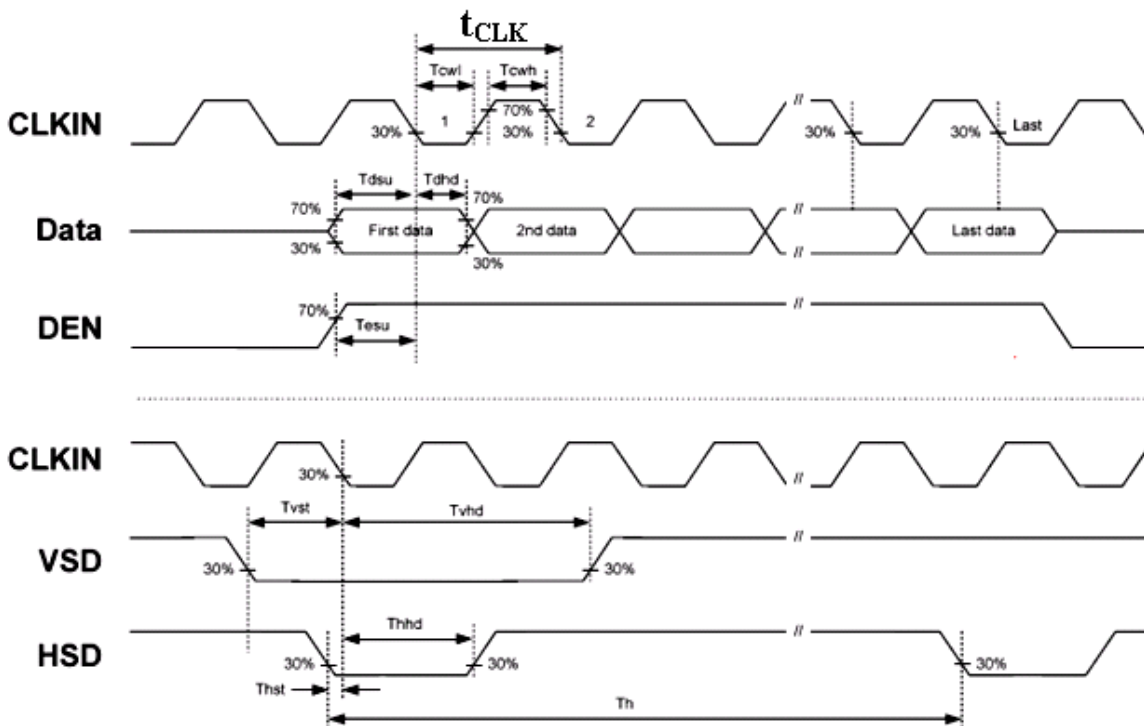 tCLK
Tcwl Tcwh
CLKIN 30% 1 70% 30% 2 30% 30% Last
Tdsu Tdhd
70% 70%
Data First data 2nd data Last data
30% 30%
DEN 70%
Tesu
CLKIN 30%
Tvst Tvhd
VSD 30% 30%
Thhd
HSD 30% 30% 30%
Thst
Th